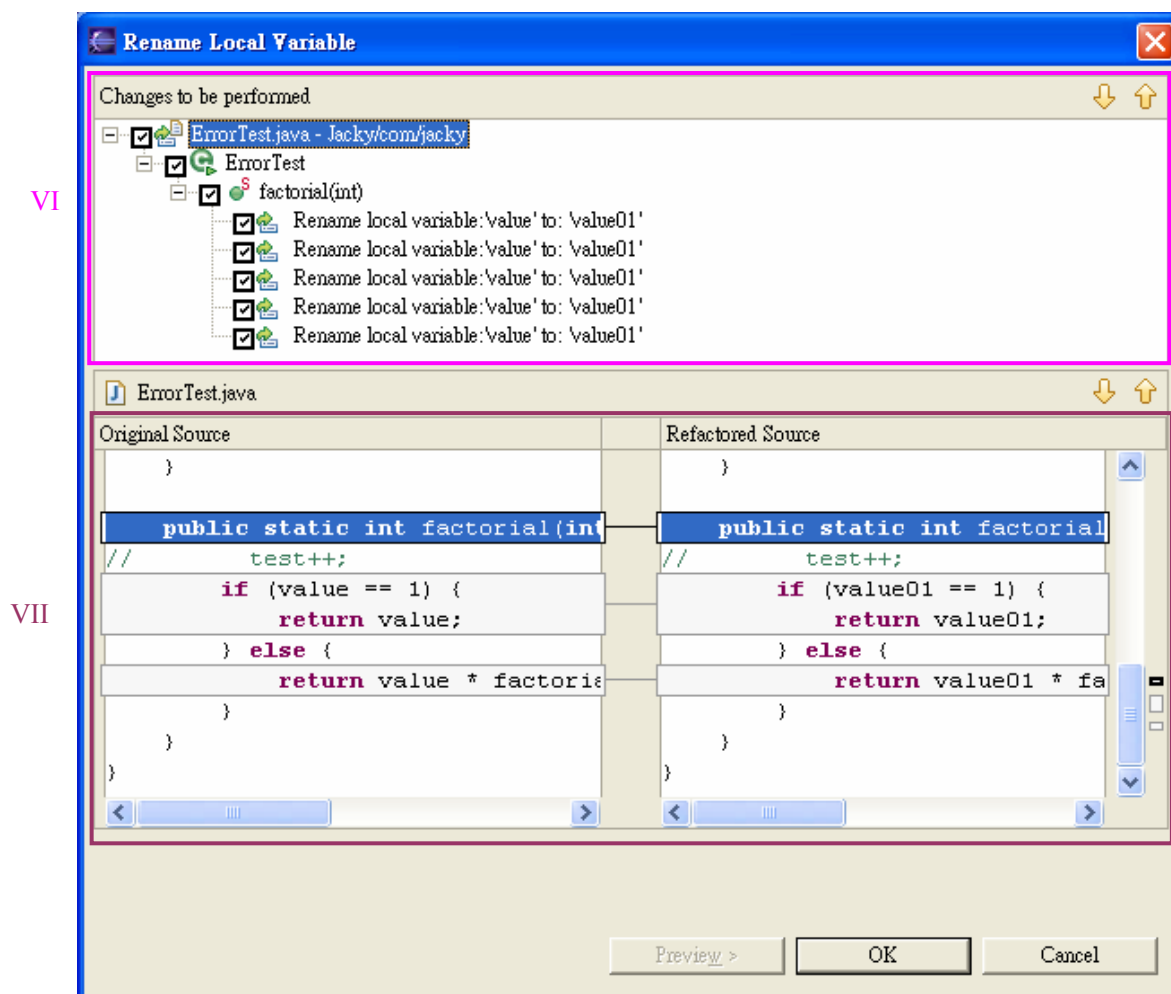 Rename Local Variable
Changes to be performed
ErrorTest.java - Jacky/com/jacky
ErrorTest
S factorial(int)
VI
Rename local variable:'value' to: 'value01'
Rename local variable:'value' to: 'value01'
Rename local variable:'value' to: 'value01'
Rename local variable:'value' to: 'value01'
Rename local variable:'value' to: 'value01'
J ErrorTest.java
Original Source
}
public static int factorial(int
// test++;
if (value == 1) {
return value;
} else {
return value * factoria
}
}
}
Refactored Source
}
public static int factorial
// test++;
if (value01 == 1) {
return value01;
} else {
return value01 * fa
}
}
}
VII
Preview >
OK
Cancel